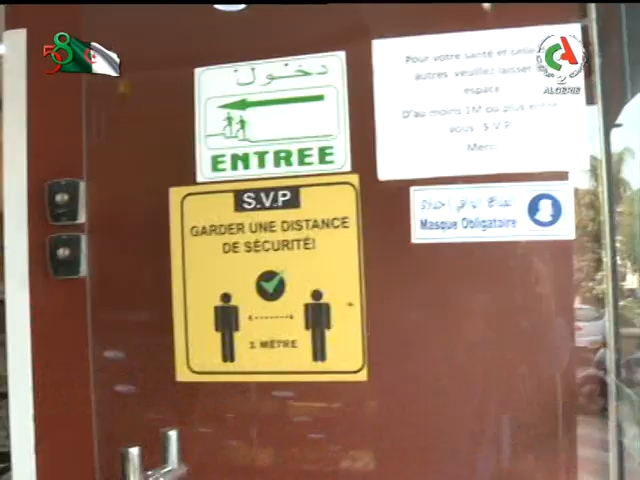 58
دخول
ENTREE
Pour votre santé et celle
autres veuillez laisser
espace
D'au moins 1M ou plus entre
vous S.V.P
Merci
2
ALGERIE
S.V.P
GARDER UNE DISTANCE
DE SÉCURITÉ!
1 MÈTRE
Masque Obligatoire